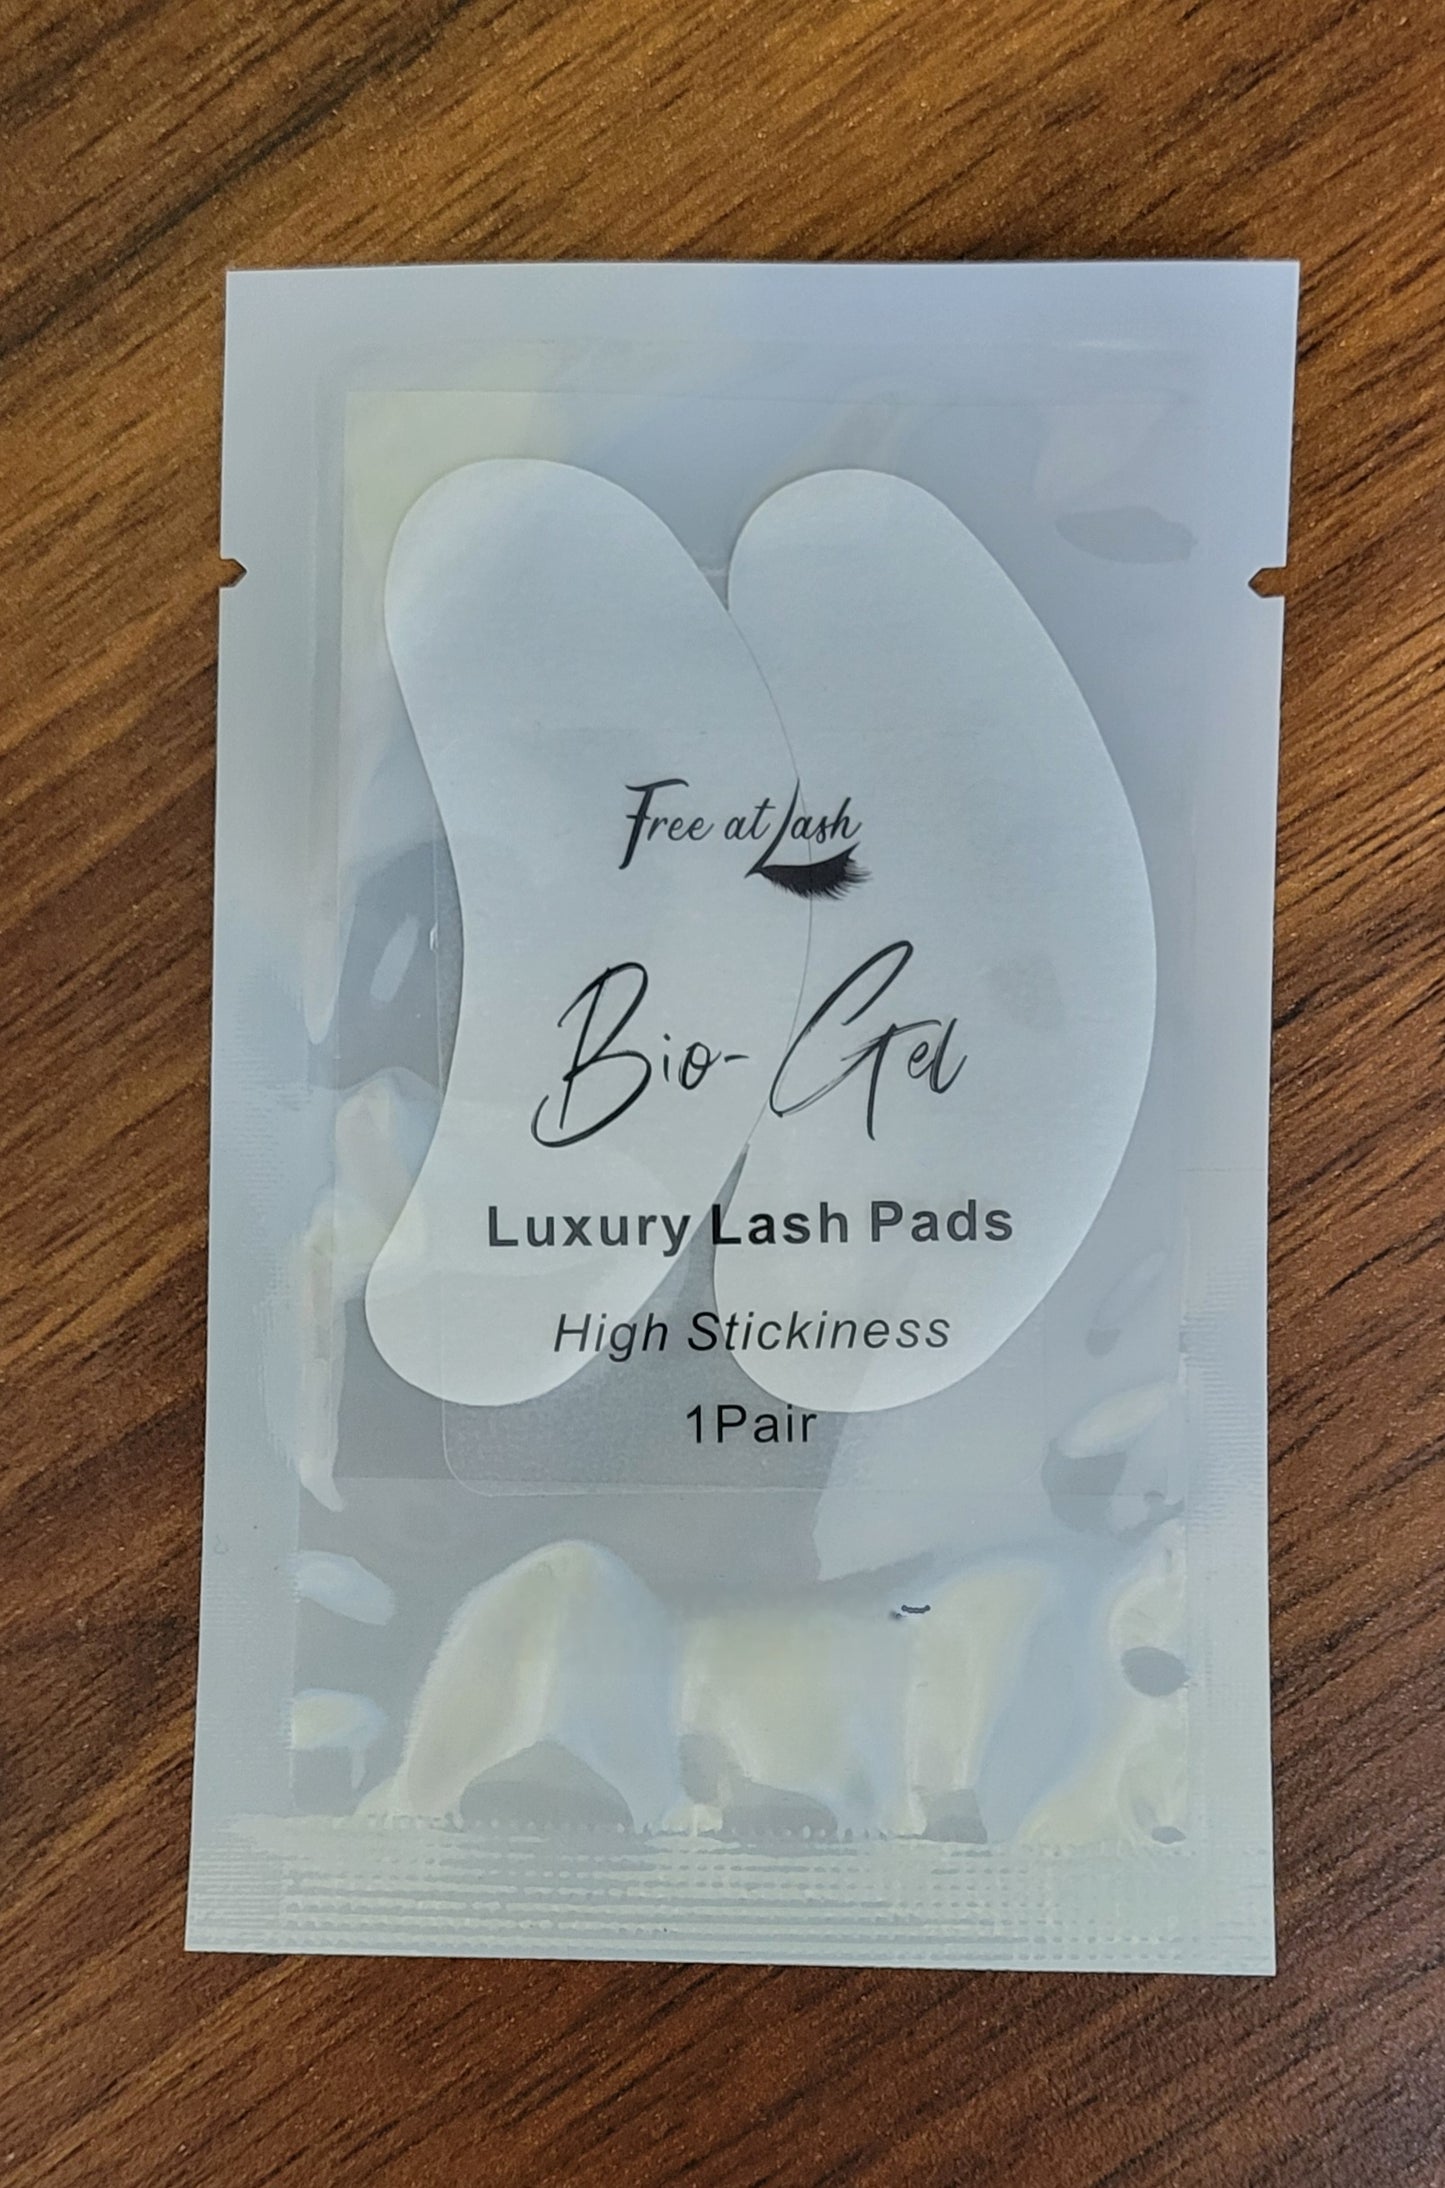 Free at Lash
Bio-Gel
Luxury Lash Pads
High Stickiness
1Pair